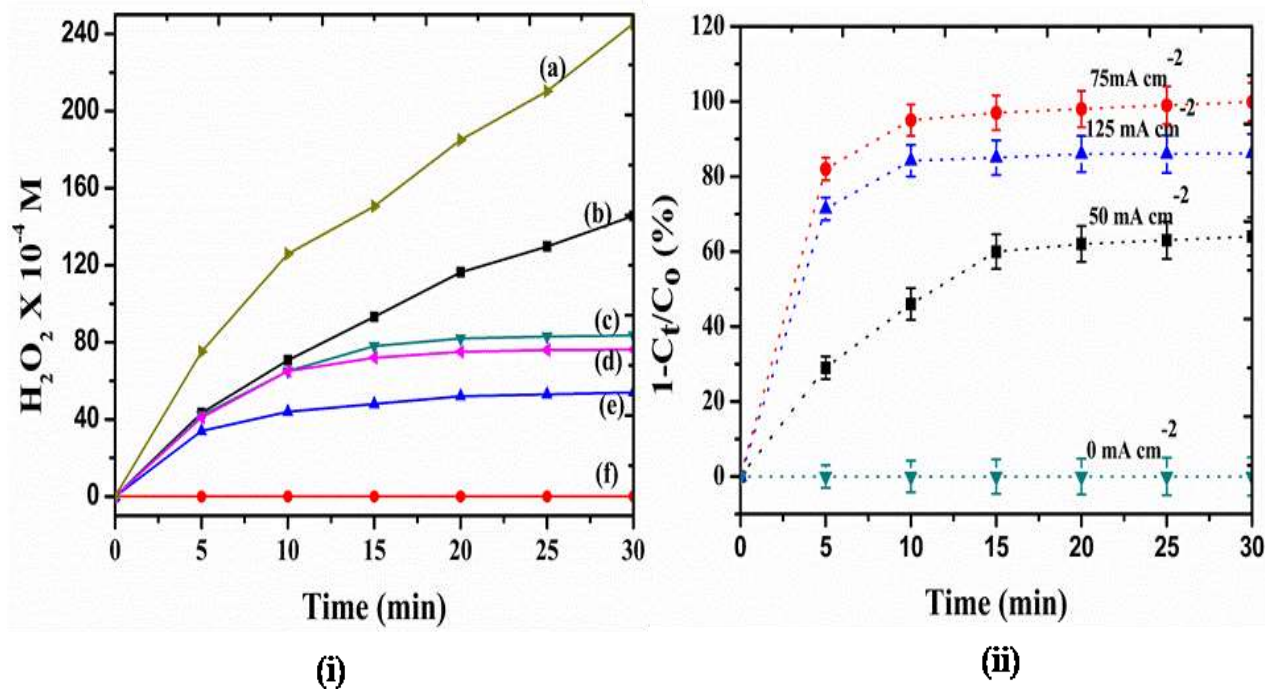 240
200
160
120
80
40
0
H2O2 X 10-4 M
(a)
(b)
(c)
(d)
(e)
(f)
0 5 10 15 20 25 30
Time (min)
(i)
120
100
80
60
40
20
0
1-Ct/Co (%)
75mA cm-2
125 mA cm-2
50 mA cm-2
0 mA cm-2
0 5 10 15 20 25 30
Time (min)
(ii)